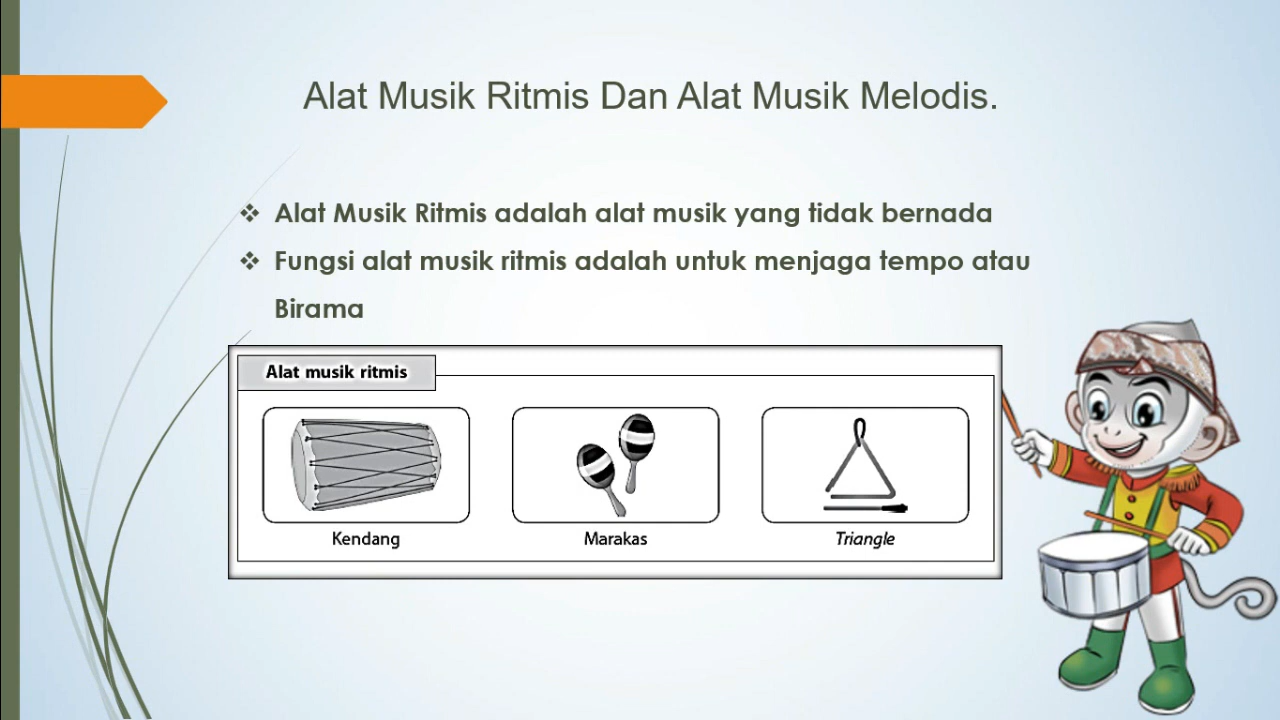 Alat Musik Ritmis Dan Alat Musik Melodis.
❖ Alat Musik Ritmis adalah alat musik yang tidak bernada
❖ Fungsi alat musik ritmis adalah untuk menjaga tempo atau
Birama
Alat musik ritmis
Kendang
Marakas
Triangle